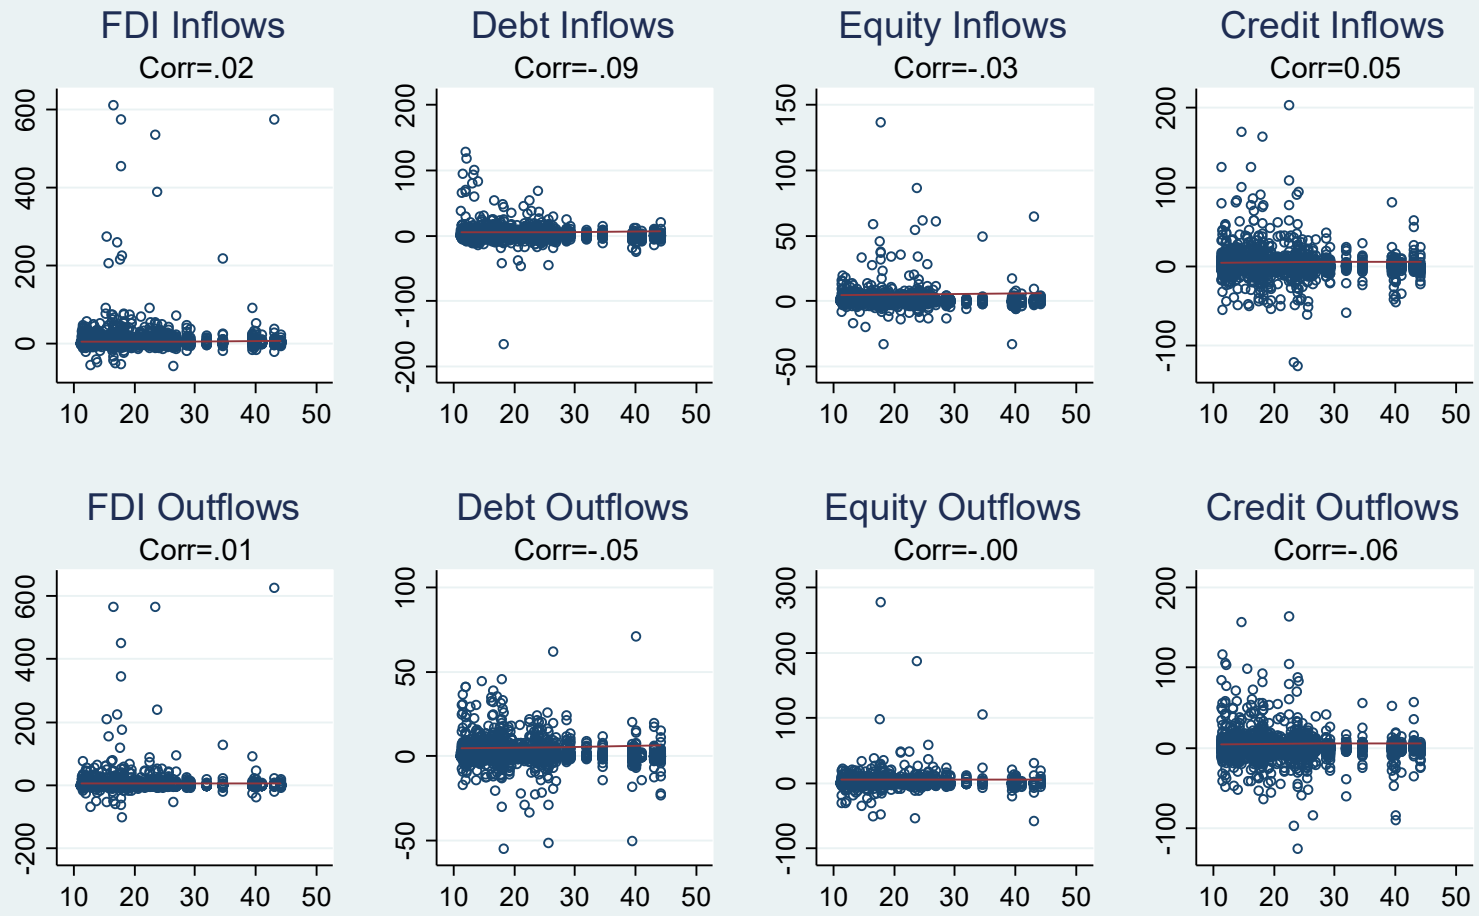 FDI Inflows
Corr=.02
600
400
200
0
10 20 30 40 50
Debt Inflows
Corr=-.09
200
100
0
-100
-200
10 20 30 40 50
Equity Inflows
Corr=-.03
150
100
50
0
-50
10 20 30 40 50
Credit Inflows
Corr=0.05
200
100
0
-100
10 20 30 40 50
FDI Outflows
Corr=.01
600
400
200
0
-200
10 20 30 40 50
Debt Outflows
Corr=-.05
100
50
0
-50
10 20 30 40 50
Equity Outflows
Corr=-.00
300
200
100
0
-100
10 20 30 40 50
Credit Outflows
Corr=-.06
200
100
0
-100
10 20 30 40 50